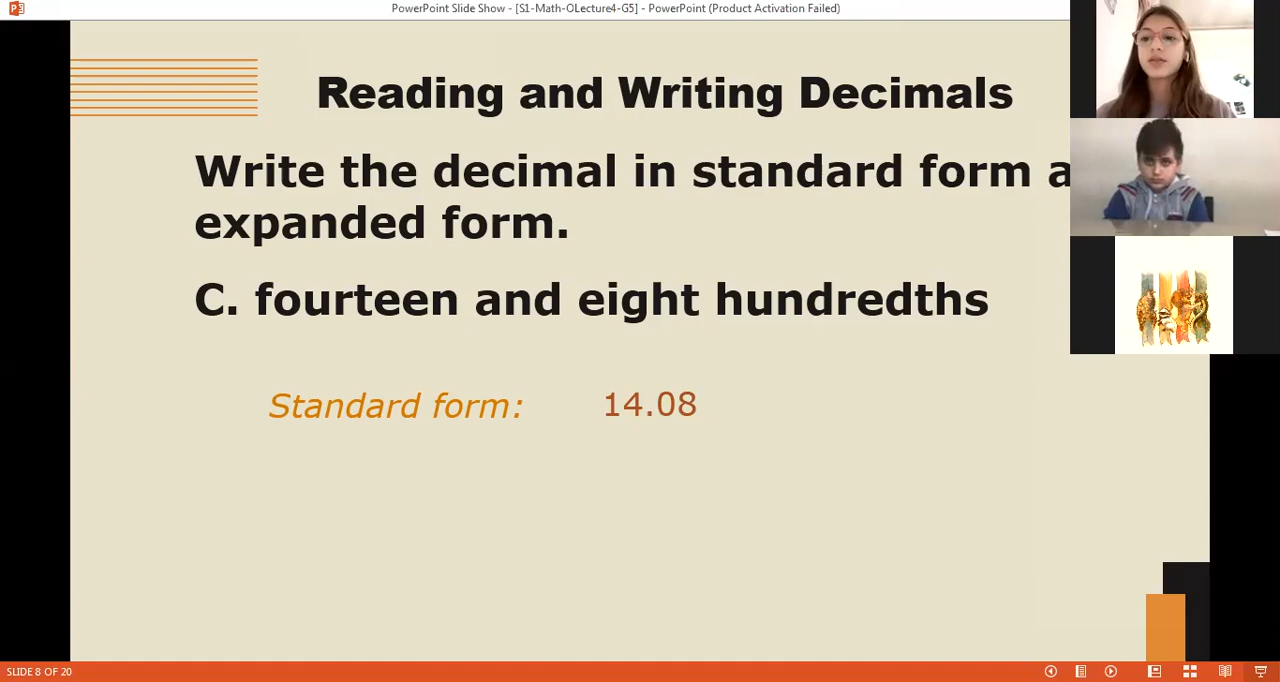 PowerPoint Slide Show - [S1-Math-OLecture4-G5] - PowerPoint (Product Activation Failed)
Reading and Writing Decimals
Write the decimal in standard form a
expanded form.
C. fourteen and eight hundredths
Standard form: 14.08
SLIDE 8 OF 20